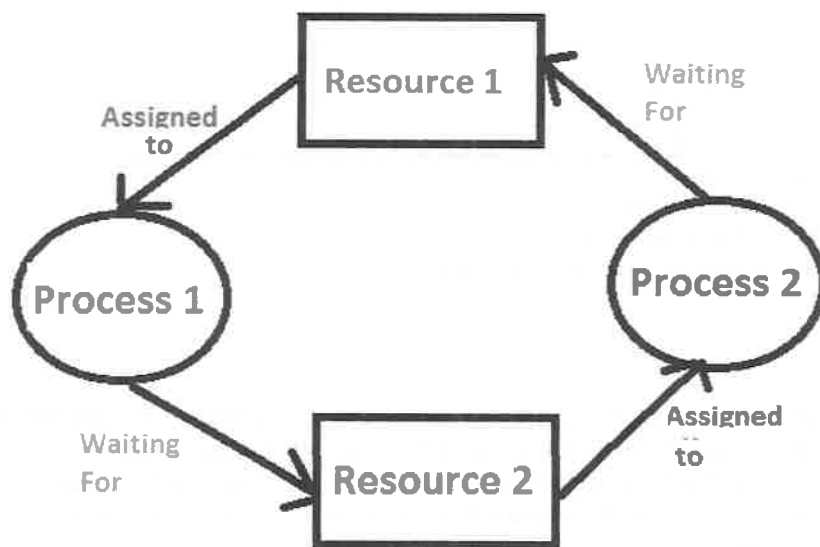 Resource 1
Waiting
For
Assigned
to
Process 1
Process 2
Waiting
For
Resource 2
Assigned
to